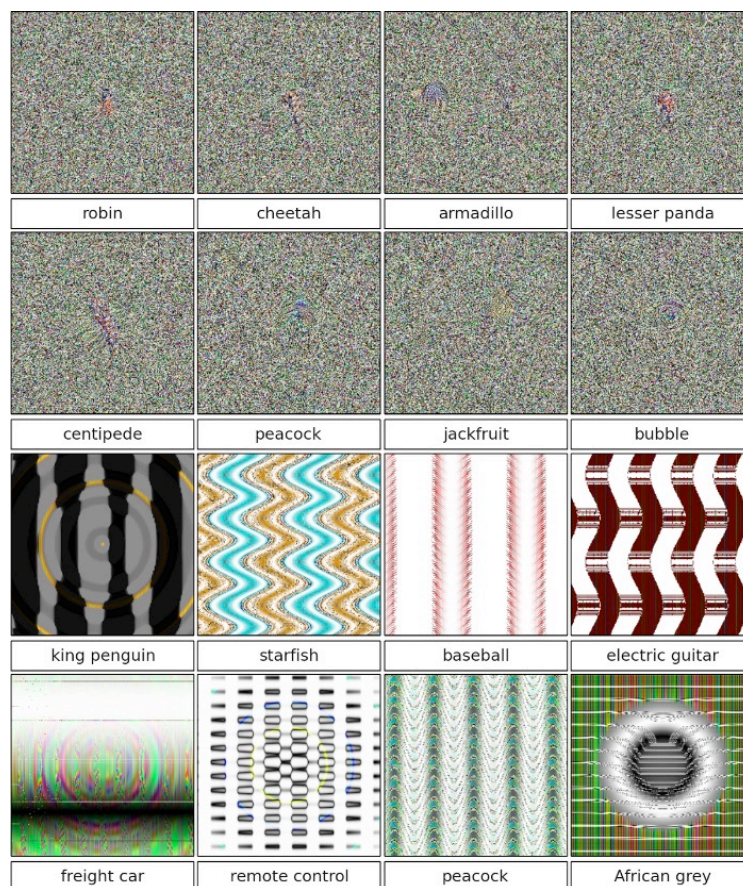 robin
cheetah
armadillo
lesser panda
centipede
peacock
jackfruit
bubble
king penguin
starfish
baseball
electric guitar
freight car
remote control
peacock
African grey